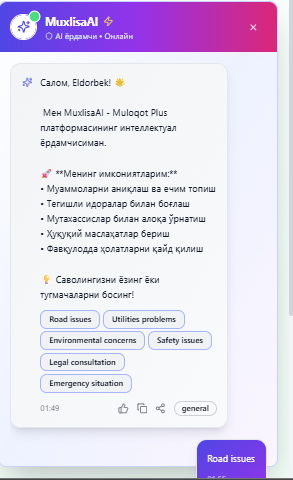 MuxlisaAI ⚡
AI ёрдамчи • Онлайн
Салом, Eldorbek! 🌟
Мен MuxlisaAI - Muloqot Plus
платформасининг интеллектуал
ёрдамчисиман.
🚀 **Менинг имкониятларим:**
• Муаммоларни аниқлаш ва ечим топиш
• Тегишли идоралар билан боғлаш
• Мутахассислар билан алоқа ўрнатиш
• Ҳуқуқий маслаҳатлар бериш
• Фавқулодда ҳолатларни қайд қилиш
💡 Саволингизни ёзинг ёки
тугмачаларни босинг!
Road issues
Utilities problems
Environmental concerns
Safety issues
Legal consultation
Emergency situation
01:49
general
Road issues